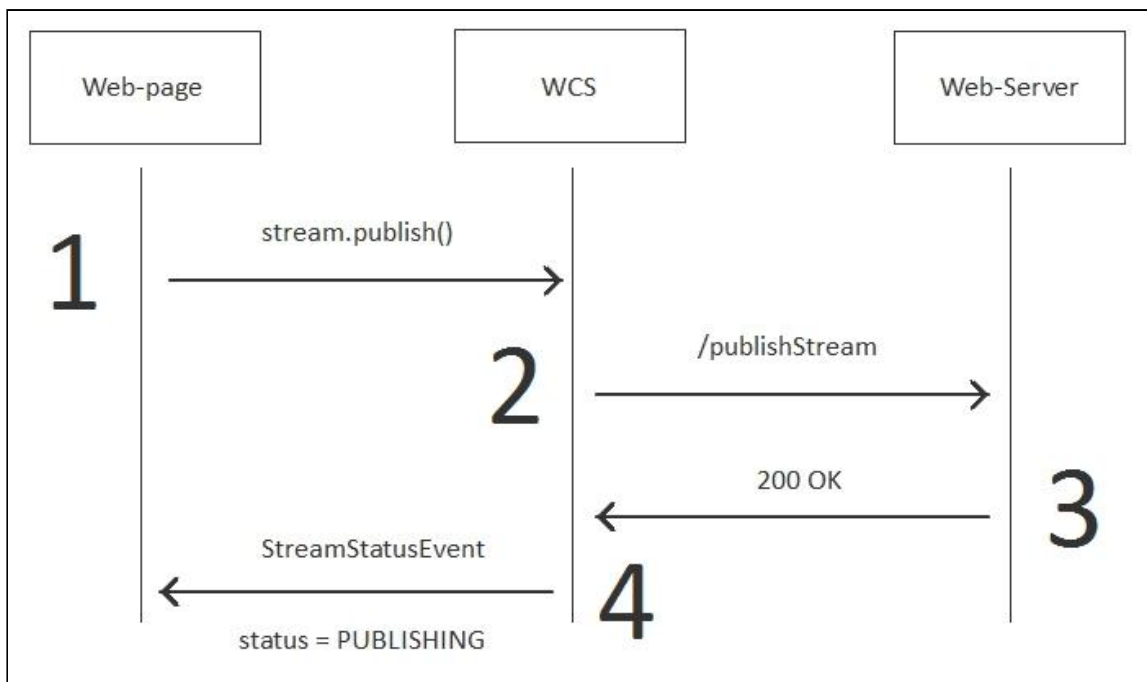 Web-page
WCS
Web-Server
1
stream.publish()
2
/publishStream
200 OK
3
StreamStatusEvent
4
status = PUBLISHING